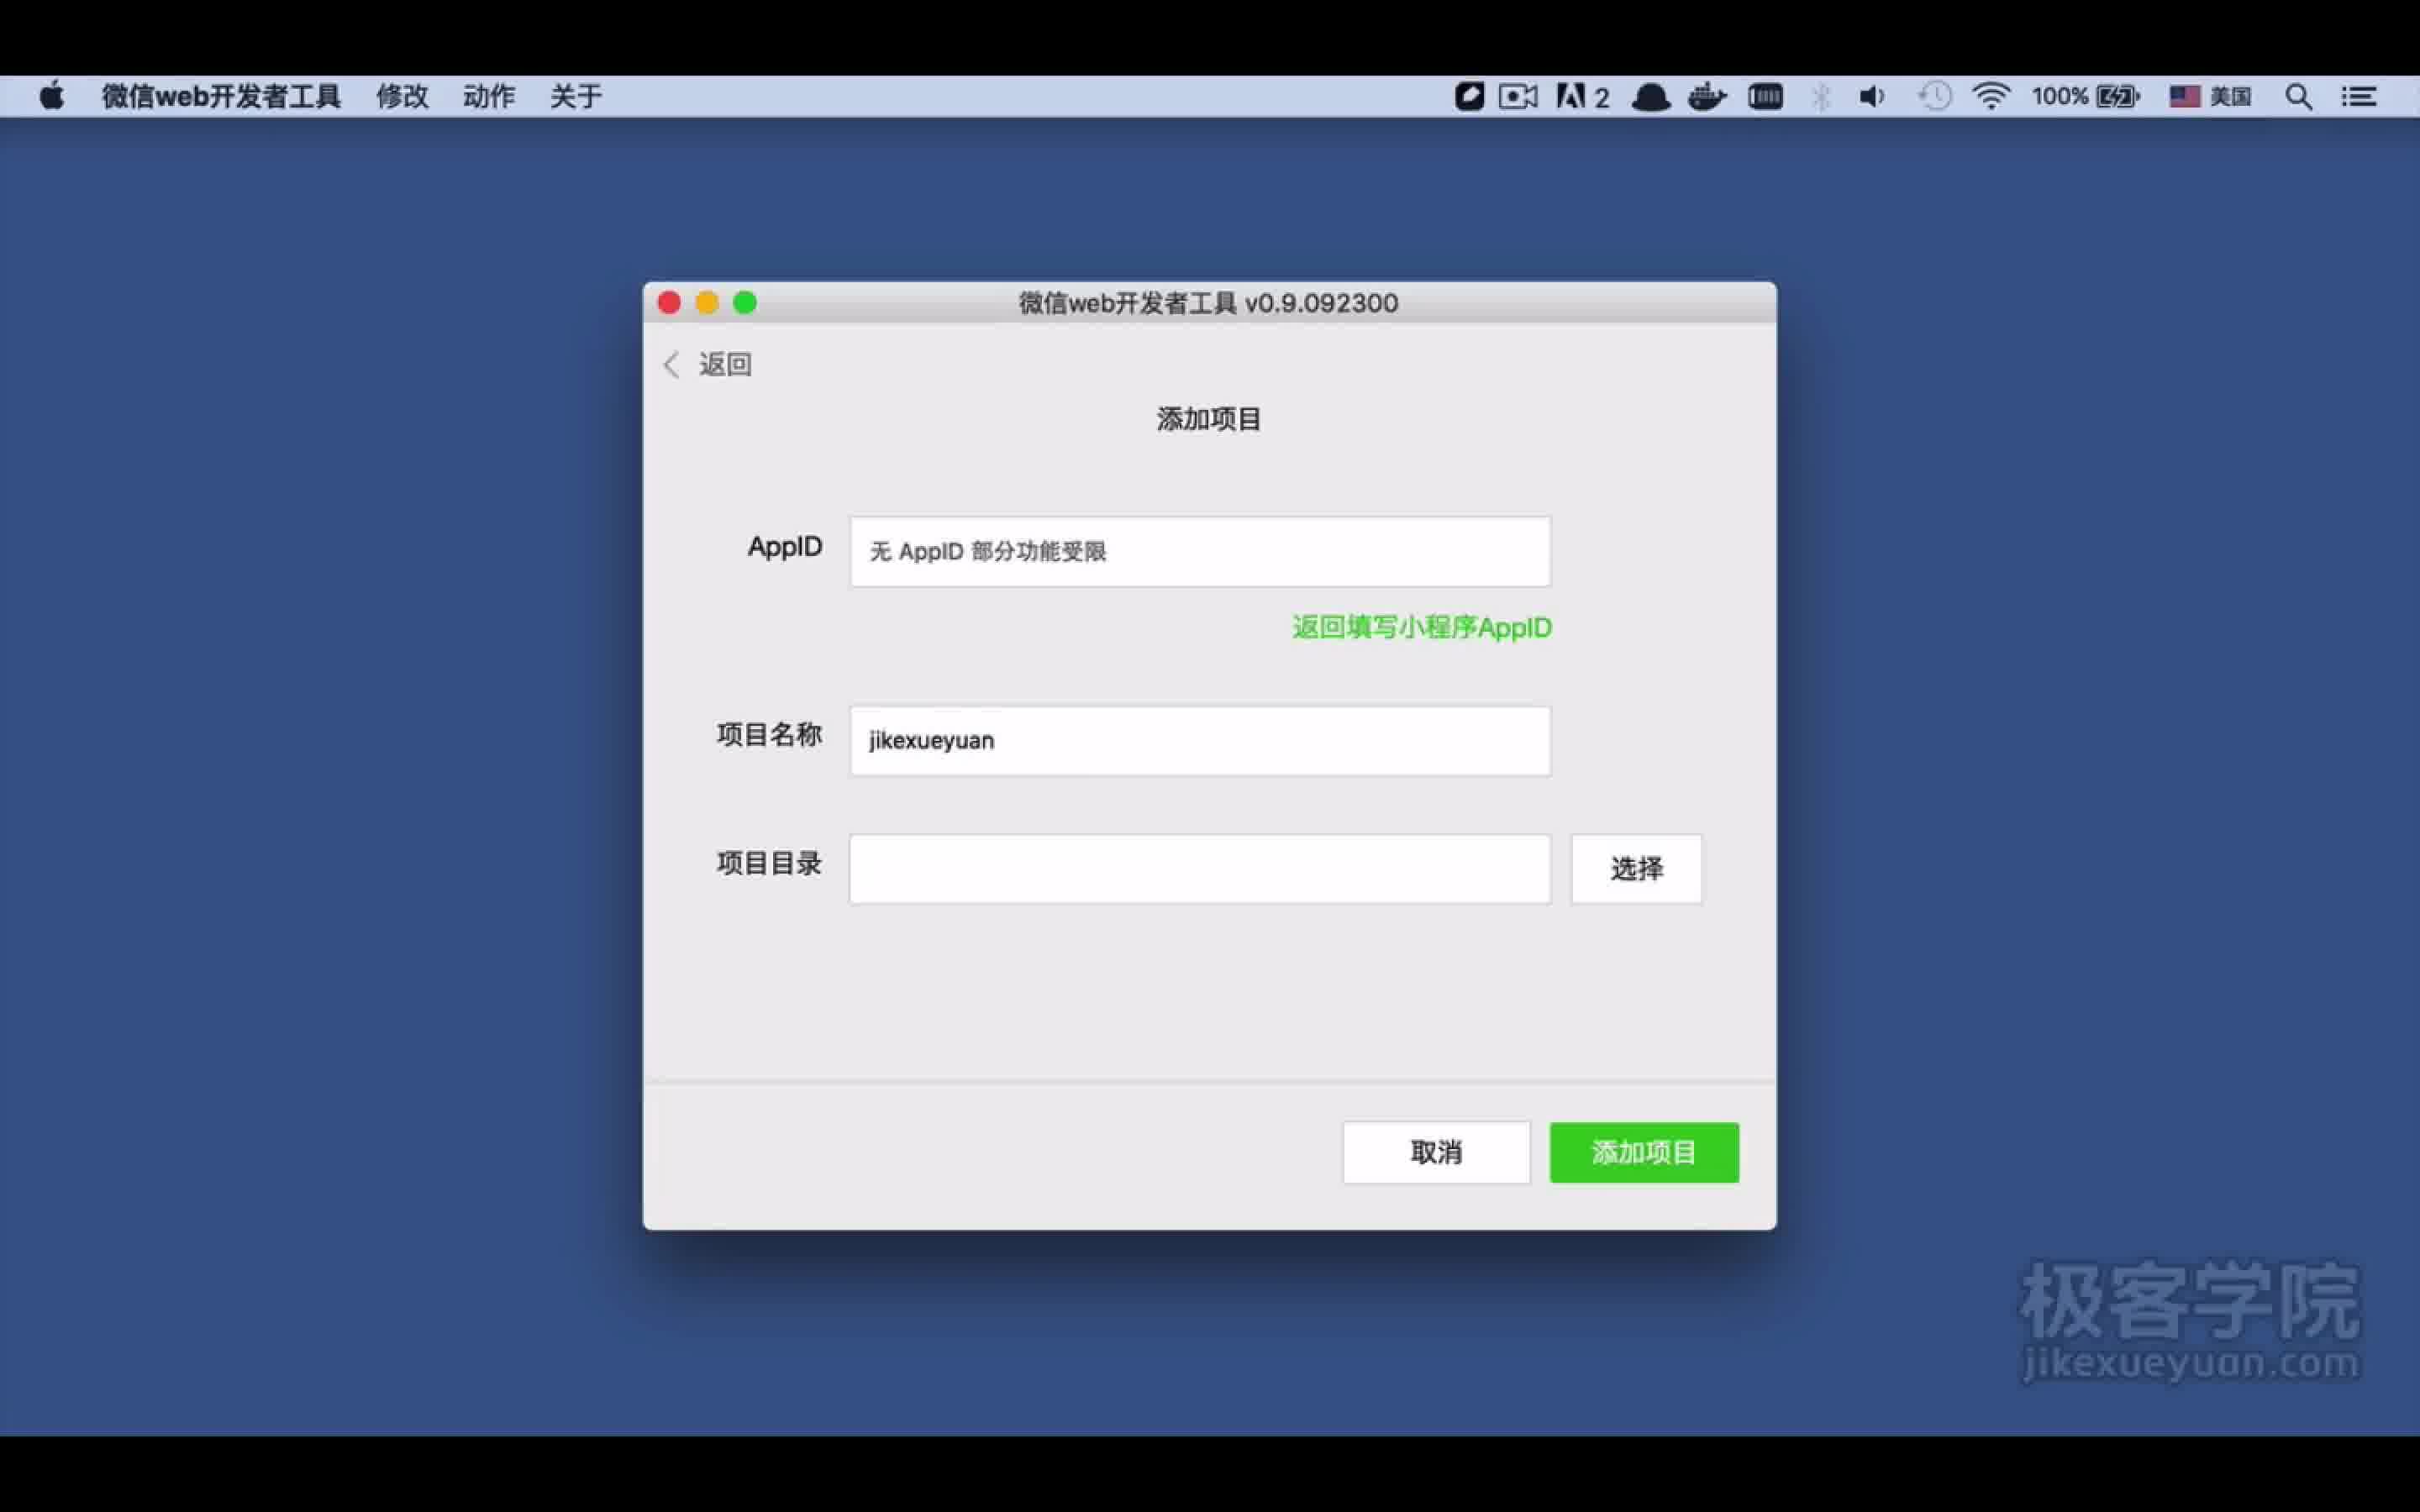 微信web开发者工具 修改 动作 关于 2 100% 美国
微信web开发者工具 v0.9.092300
返回
添加项目
AppID 无 AppID 部分功能受限
返回填写小程序AppID
项目名称 jikexueyuan
项目目录 选择
取消 添加项目
极客学院
jikexueyuan.com